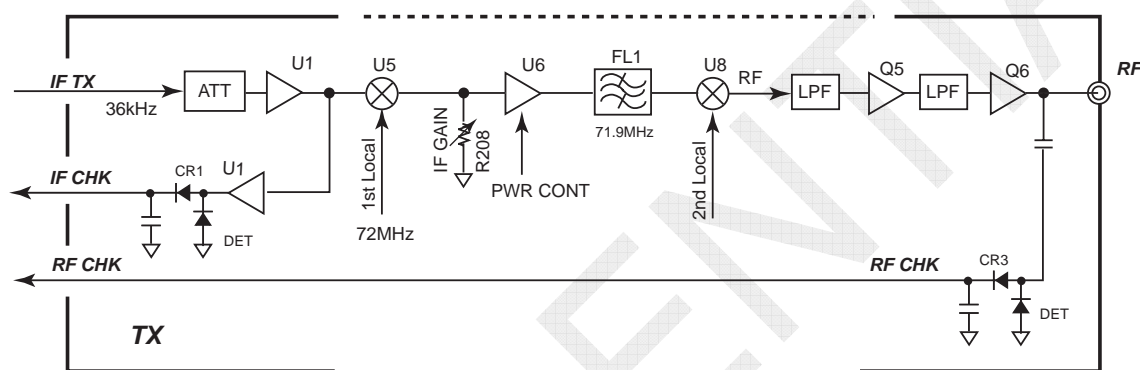 IF TX
36kHz
ATT
U1
U5
U6
FL1
71.9MHz
U8
RF
LPF
Q5
LPF
Q6
RF
IF GAIN
R208
1st Local
72MHz
PWR CONT
2nd Local
IF CHK
CR1
U1
DET
RF CHK
RF CHK
CR3
DET
TX